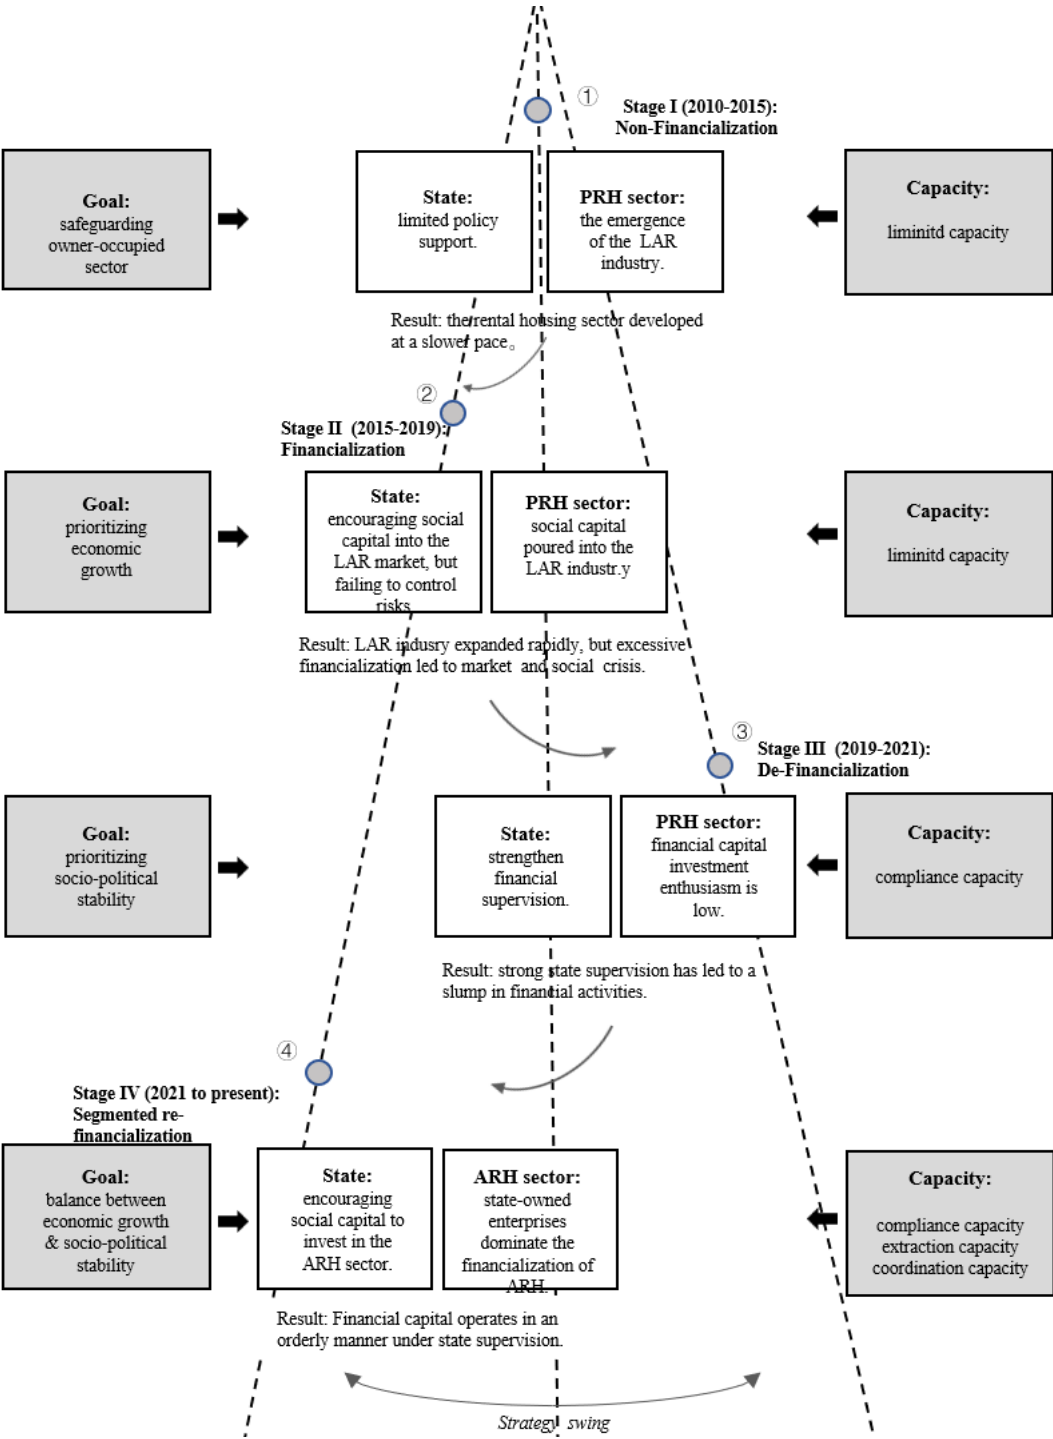 ①
Stage I (2010-2015):
Non-Financialization
Goal:
safeguarding
owner-occupied
sector
State:
limited policy
support.
PRH sector:
the emergence
of the LAR
industry.
Capacity:
liminitd capacity
Result: the rental housing sector developed
at a slower pace。
②
Stage II (2015-2019):
Financialization
Goal:
prioritizing
economic
growth
State:
encouraging social
capital into the
LAR market, but
failing to control
risks
PRH sector:
social capital
poured into the
LAR industr.y
Capacity:
liminitd capacity
Result: LAR indusry expanded rapidly, but excessive
financialization led to market and social crisis.
③
Stage III (2019-2021):
De-Financialization
Goal:
prioritizing
socio-political
stability
State:
strengthen
financial
supervision.
PRH sector:
financial capital
investment
enthusiasm is
low.
Capacity:
compliance capacity
Result: strong state supervision has led to a
slump in financial activities.
④
Stage IV (2021 to present):
Segmented re-
financialization
Goal:
balance between
economic growth
& socio-political
stability
State:
encouraging
social capital to
invest in the
ARH sector.
ARH sector:
state-owned
enterprises
dominate the
financialization of
ARH.
Capacity:
compliance capacity
extraction capacity
coordination capacity
Result: Financial capital operates in an
orderly manner under state supervision.
Strategy swing